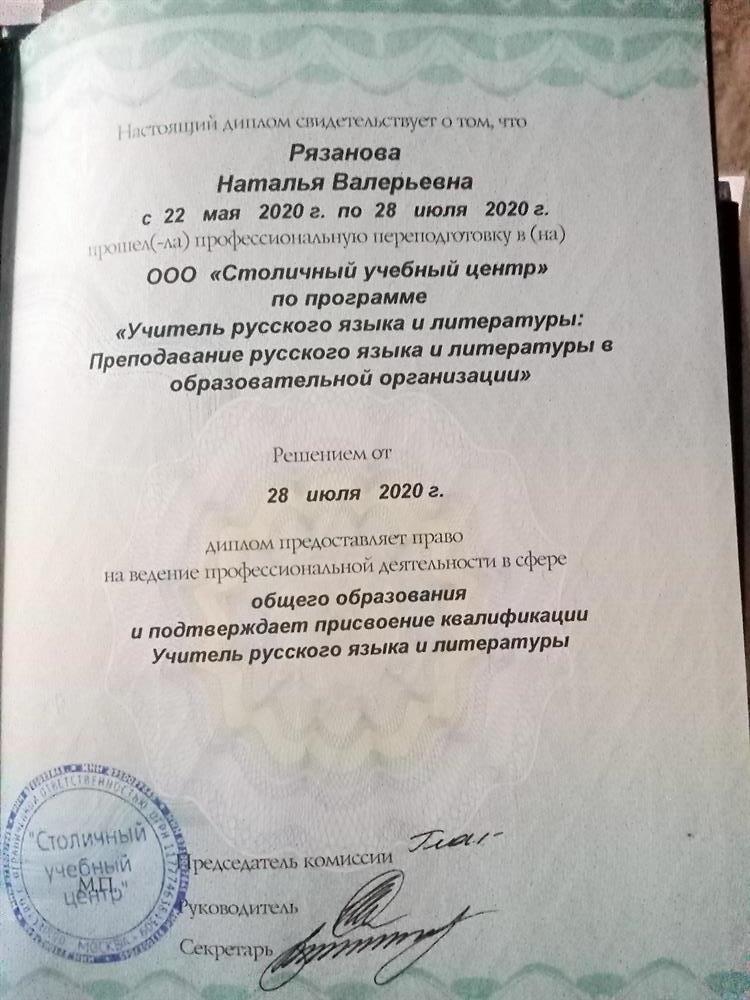 Настоящий диплом свидетельствует о том, что
Рязанова
Наталья Валерьевна
с 22 мая 2020 г. по 28 июля 2020 г.
прошел(-ла) профессиональную переподготовку в (на)
ООО «Столичный учебный центр»
по программе
«Учитель русского языка и литературы:
Преподавание русского языка и литературы в
образовательной организации»
Решением от
28 июля 2020 г.
диплом предоставляет право
на ведение профессиональной деятельности в сфере
общего образования
и подтверждает присвоение квалификации
Учитель русского языка и литературы
"Столичный
учебный
центр"
М.П.
МОСКВА
Председатель комиссии
Руководитель
Секретарь